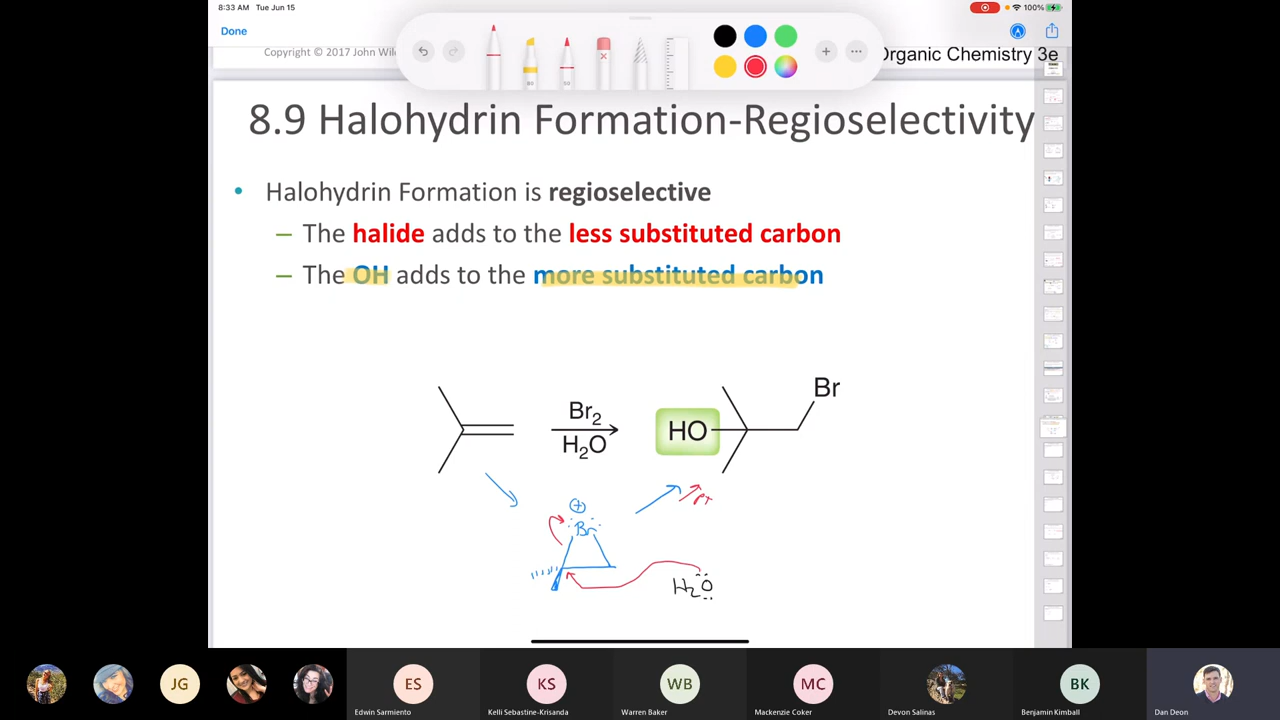 8:33 AM Tue Jun 15
100%
Done
Copyright © 2017 John Wil
Organic Chemistry 3e
8.9 Halohydrin Formation-Regioselectivity
• Halohydrin Formation is regioselective
– The halide adds to the less substituted carbon
– The OH adds to the more substituted carbon
Br
Br2
HO
H2O
PT
Br
H2O
JG
ES
KS
WB
MC
BK
Edwin Sarmiento
Kelli Sebastine-Krisanda
Warren Baker
Mackenzie Coker
Devon Salinas
Benjamin Kimball
Dan Deon